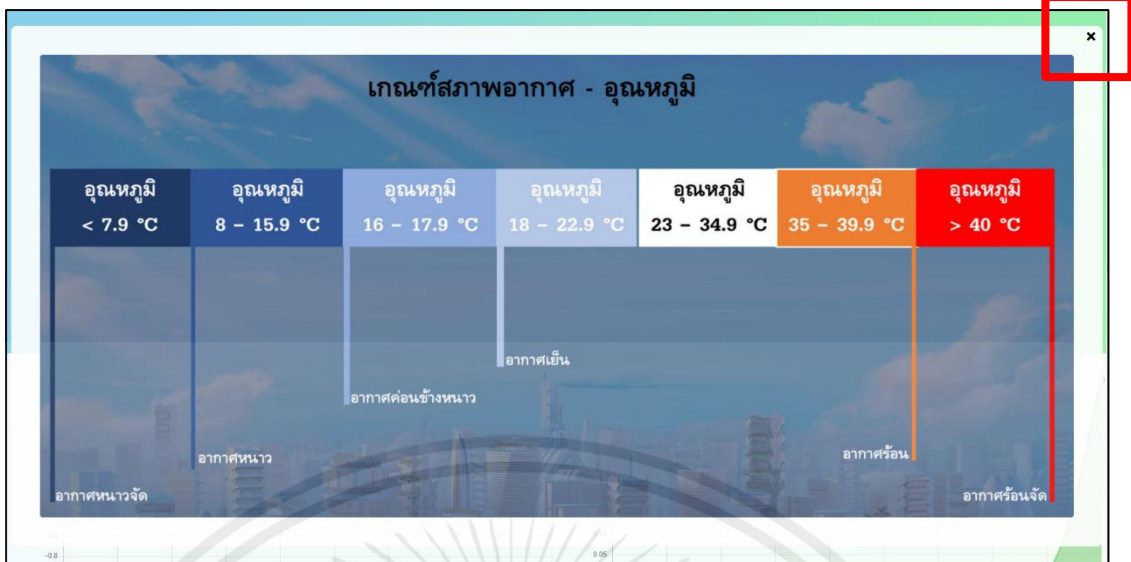 ×
เกณฑ์สภาพอากาศ - อุณหภูมิ
อุณหภูมิ
< 7.9 °C
อุณหภูมิ
8 – 15.9 °C
อุณหภูมิ
16 – 17.9 °C
อุณหภูมิ
18 – 22.9 °C
อุณหภูมิ
23 – 34.9 °C
อุณหภูมิ
35 – 39.9 °C
อุณหภูมิ
> 40 °C
อากาศเย็น
อากาศค่อนข้างหนาว
อากาศหนาว
อากาศร้อน
อากาศหนาวจัด
อากาศร้อนจัด
-0.8
0.05